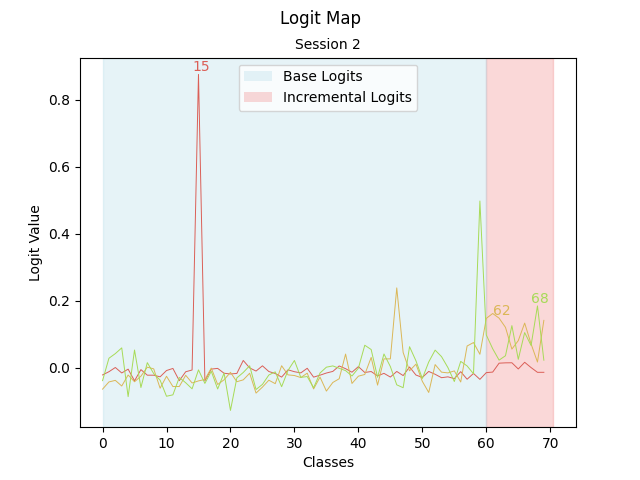 Logit Map
Session 2
15
Base Logits
Incremental Logits
62
68
Logit Value
0.8
0.6
0.4
0.2
0.0
0 10 20 30 40 50 60 70
Classes